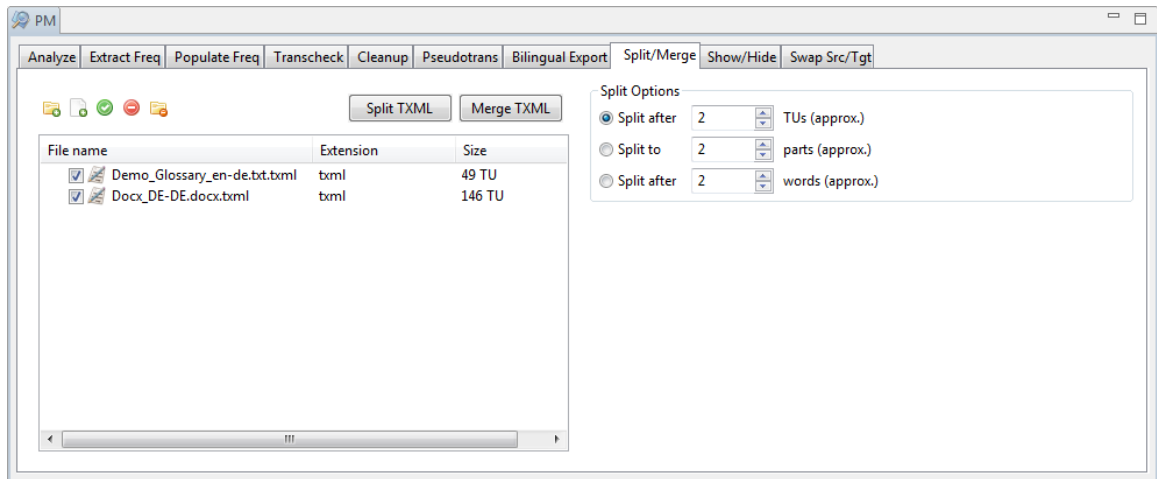 PM
Analyze Extract Freq Populate Freq Transcheck Cleanup Pseudotrans Bilingual Export Split/Merge Show/Hide Swap Src/Tgt
Split TXML Merge TXML
File name Extension Size
Demo_Glossary_en-de.txt.txml txml 49 TU
Docx_DE-DE.docx.txml txml 146 TU
Split Options
Split after 2 TUs (approx.)
Split to 2 parts (approx.)
Split after 2 words (approx.)